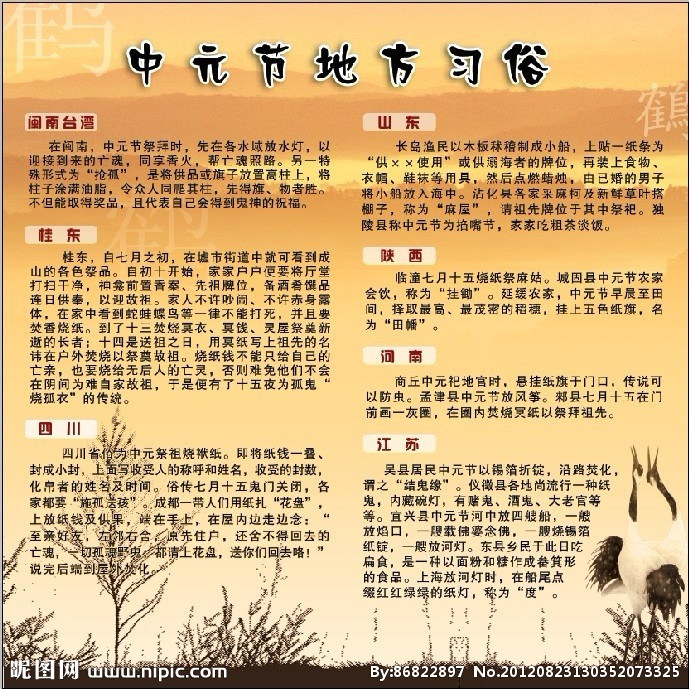 中元节地方习俗
鹤
鹤
鹤
闽南台湾
在闽南，中元节祭拜时，先在各水域放水灯，以
迎接到来的亡魂，同享香火，帮亡魂照路。另一特
殊形式为“抢孤”，是将供品或旗子放置高柱上，将
柱子涂满油脂，令众人同爬其柱，先得旗、物者胜。
不但能取得奖品，且代表自己会得到鬼神的祝福。
桂 东
桂东，自七月之初，在墟市街道中就可看到成
山的各色祭品。自初十开始，家家户户便要将厅堂
打扫干净，神龛前置香案、先祖牌位，备酒肴馔品
连日供奉，以迎故祖。家人不许吵闹、不许赤身露
体，在家中看到蛇蛙蝶鸟等一律不能打死，并且要
焚香烧纸。到了十三焚烧冥衣、冥钱、灵屋祭奠新
逝的长者；十四是送祖之日，用冥纸写上祖先的名
讳在户外焚烧以祭奠故祖。烧纸钱不能只给自己的
亡亲，也要烧给无后人的亡灵，否则难免他们不会
在阴间为难自家故祖，于是便有了十五夜为孤鬼“
烧孤衣”的传统。
四 川
四川省俗为中元祭祖烧袱纸。即将纸钱一叠、
封成小封，上面写收受人的称呼和姓名，收受的封数，
化帛者的姓名及时间。俗传七月十五鬼门关闭，各
家都要“施孤送孩”，成都一带人们用纸扎“花盘”，
上放纸钱及供果，端在手上，在屋内边走边念：“
至亲好友，左邻右舍，原先住户，还舍不得回去的
亡魂，一切孤魂野鬼，都请上花盘，送你们回去咯！”
说完后端到屋外焚化。
山 东
长岛渔民以木板秫稽制成小船，上贴一纸条为
“供××使用”或供溺海者的牌位，再装上食物、
衣帽、鞋袜等用具，然后点燃蜡烛，由已婚的男子
将小船放入海中。沾化县各家采麻柯及新鲜草叶搭
棚子，称为“麻屋”，请祖先牌位于其中祭祀。独
陵县称中元节为掐嘴节，家家吃粗茶淡饭。
陕 西
临潼七月十五烧纸祭麻姑。城固县中元节农家
会饮，称为“挂锄”。延缓农家，中元节早晨至田
间，择取最高、最茂密的稻穗，挂上五色纸旗，名
为“田幡”。
河 南
商丘中元祀地官时，悬挂纸旗于门口，传说可
以防虫。孟津县中元节放风筝。郏县七月十五在门
前画一灰圈，在圈内焚烧冥纸以祭拜祖先。
江 苏
吴县居民中元节以锡箔折锭，沿路焚化，
谓之“结鬼缘”。仪徵县各地尚流行一种纸
鬼，内藏碗灯，有赌鬼、酒鬼、大老官等
等。宜兴县中元节河中放四艘船，一艘
放焰口，一艘载佛婆念佛，一艘烧锡箔
纸锭，一艘放河灯。东县乡民于此日吃
扁食，是一种以面粉和糖作成畚箕形
的食品。上海放河灯时，在船尾点
缀红红绿绿的纸灯，称为“度”。
昵图网 www.nipic.com
By:86822897 No.20120823130352073325